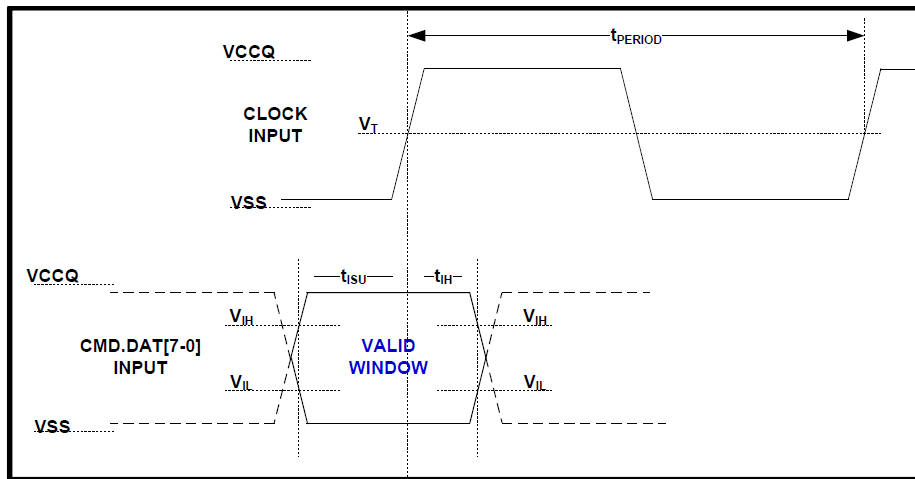 tPERIOD
VCCQ
CLOCK
INPUT
VT
VSS
VCCQ
tISU
tIH
VIH
VIH
CMD.DAT[7-0]
INPUT
VALID
WINDOW
VIL
VIL
VSS